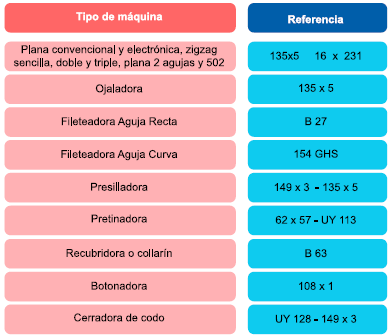 Tipo de máquina Referencia
Plana convencional y electrónica, zigzag
sencilla, doble y triple, plana 2 agujas y 502 135x5 16 x 231
Ojaladora 135 x 5
Fileteadora Aguja Recta B 27
Fileteadora Aguja Curva 154 GHS
Presilladora 149 x 3 - 135 x 5
Pretinadora 62 x 57 - UY 113
Recubridora o collarín B 63
Botonadora 108 x 1
Cerradora de codo UY 128 - 149 x 3